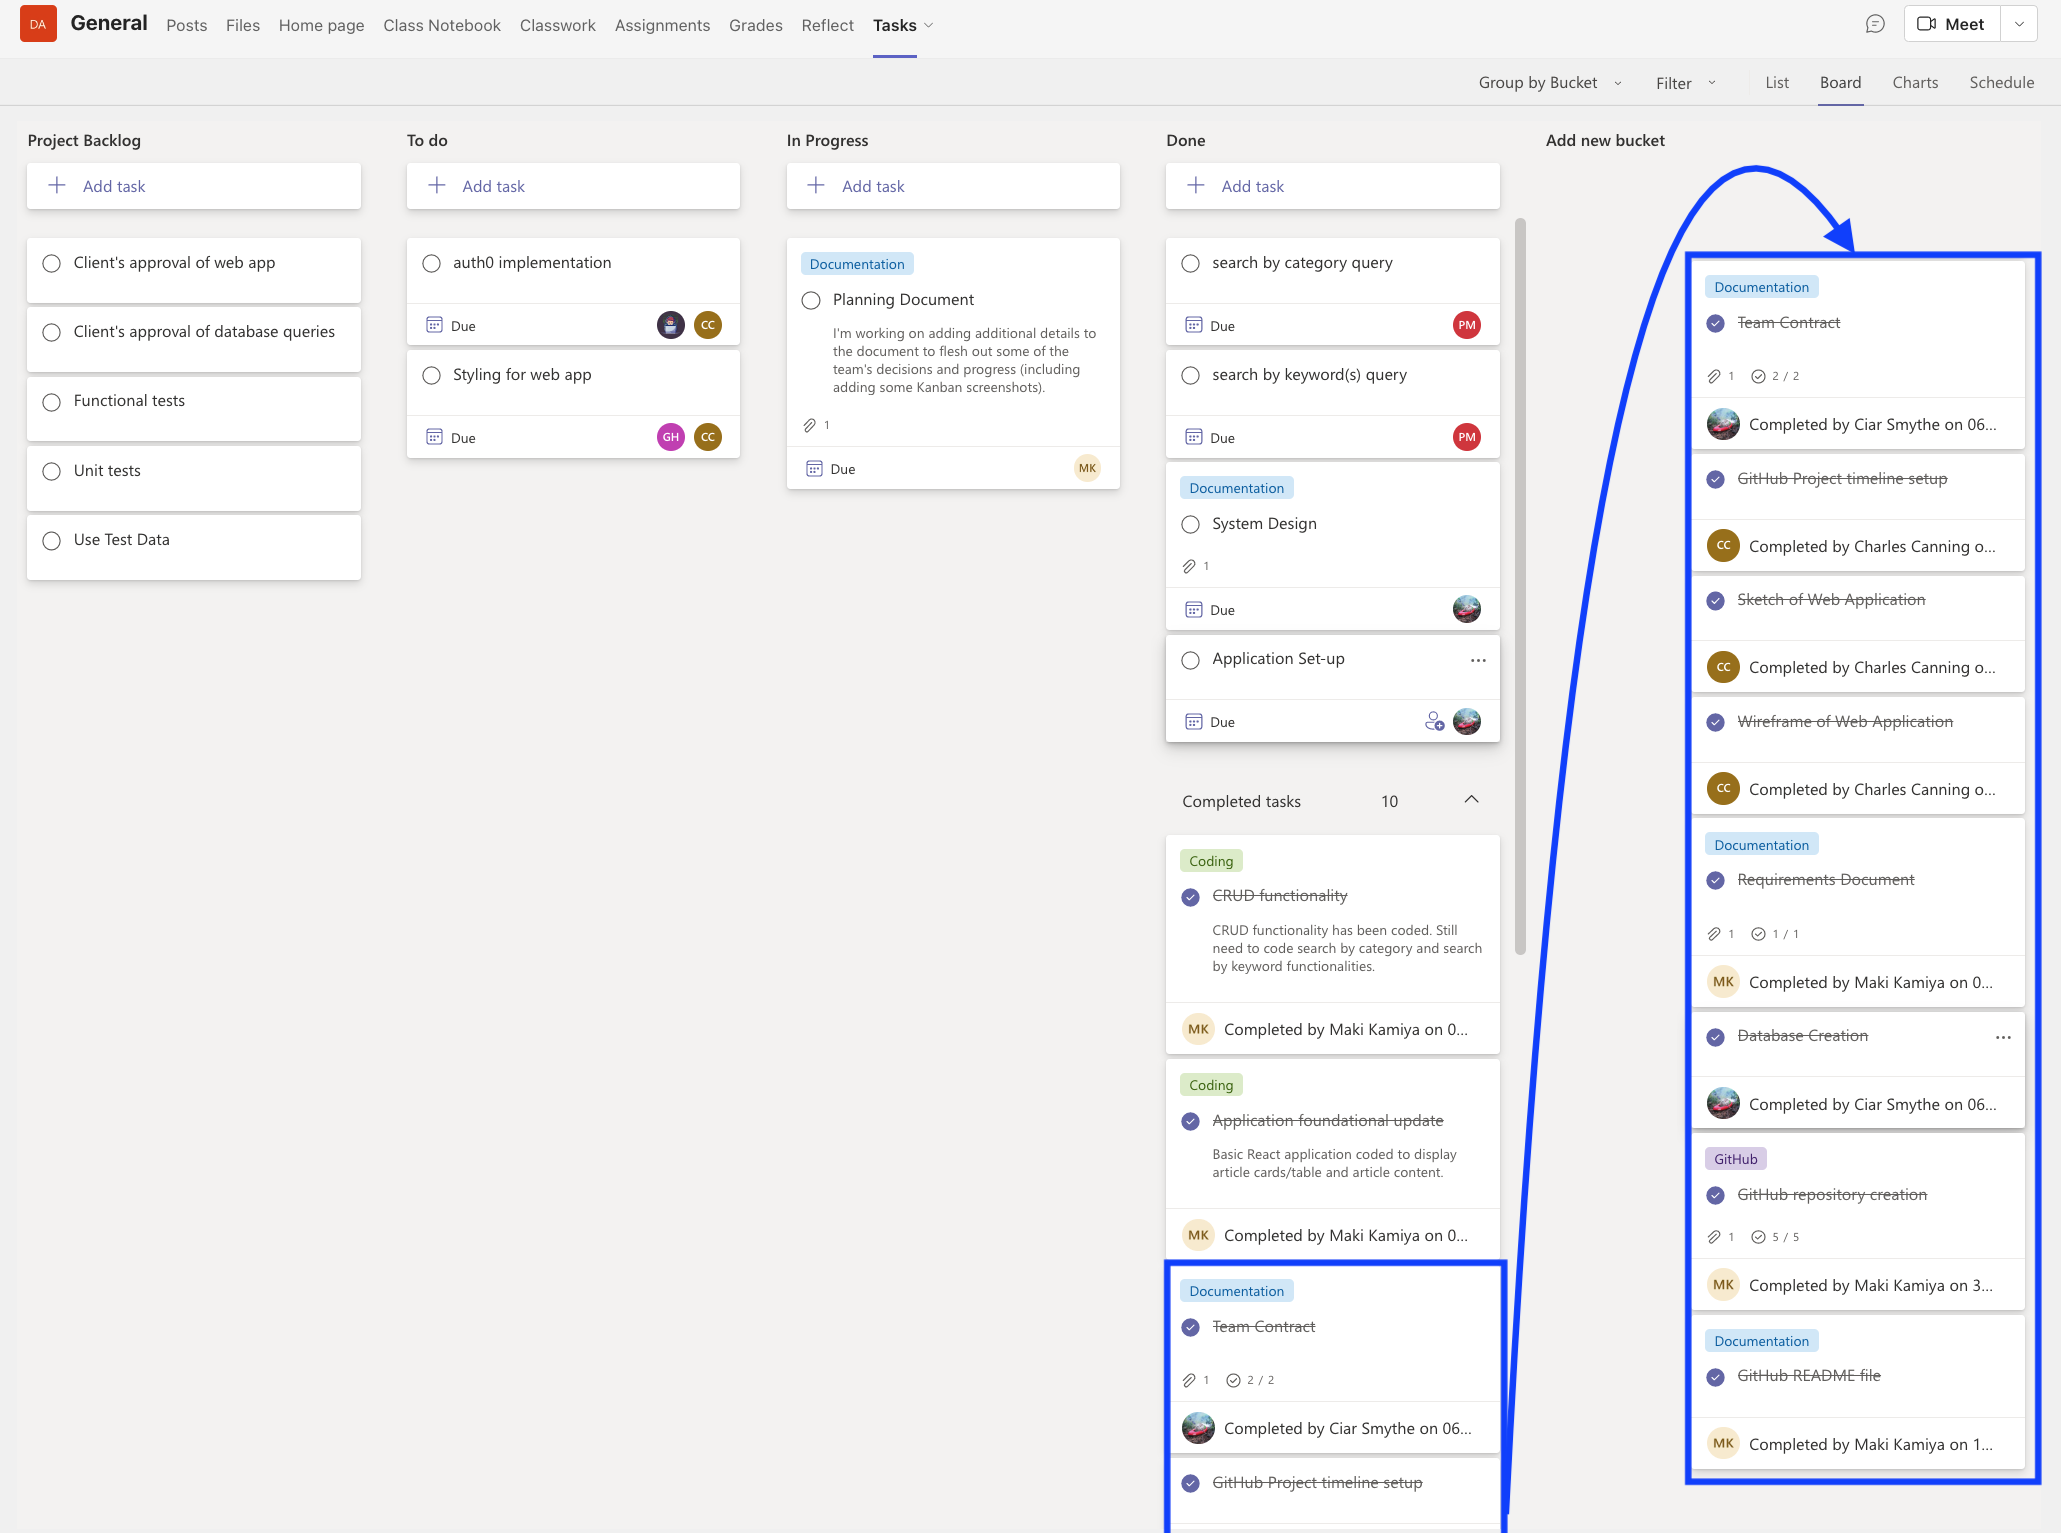 DA General Posts Files Home page Class Notebook Classwork Assignments Grades Reflect Tasks Meet
Group by Bucket Filter List Board Charts Schedule
Project Backlog
Add task
Client's approval of web app
Client's approval of database queries
Functional tests
Unit tests
Use Test Data
To do
Add task
auth0 implementation
Due CC
Styling for web app
Due GH CC
In Progress
Add task
Documentation
Planning Document
I'm working on adding additional details to
the document to flesh out some of the
team's decisions and progress (including
adding some Kanban screenshots).
1
Due MK
Done
Add task
search by category query
Due PM
search by keyword(s) query
Due PM
Documentation
System Design
1
Due
Application Set-up ...
Due
Completed tasks 10
Coding
CRUD functionality
CRUD functionality has been coded. Still
need to code search by category and search
by keyword functionalities.
MK Completed by Maki Kamiya on 0...
Coding
Application foundational update
Basic React application coded to display
article cards/table and article content.
MK Completed by Maki Kamiya on 0...
Documentation
Team Contract
1 2 / 2
Completed by Ciar Smythe on 06...
GitHub Project timeline setup
Add new bucket
Documentation
Team Contract
1 2 / 2
Completed by Ciar Smythe on 06...
GitHub Project timeline setup
CC Completed by Charles Canning o...
Sketch of Web Application
CC Completed by Charles Canning o...
Wireframe of Web Application
CC Completed by Charles Canning o...
Documentation
Requirements Document
1 1 / 1
MK Completed by Maki Kamiya on 0...
Database Creation ...
Completed by Ciar Smythe on 06...
GitHub
GitHub repository creation
1 5 / 5
MK Completed by Maki Kamiya on 3...
Documentation
GitHub README file
MK Completed by Maki Kamiya on 1...